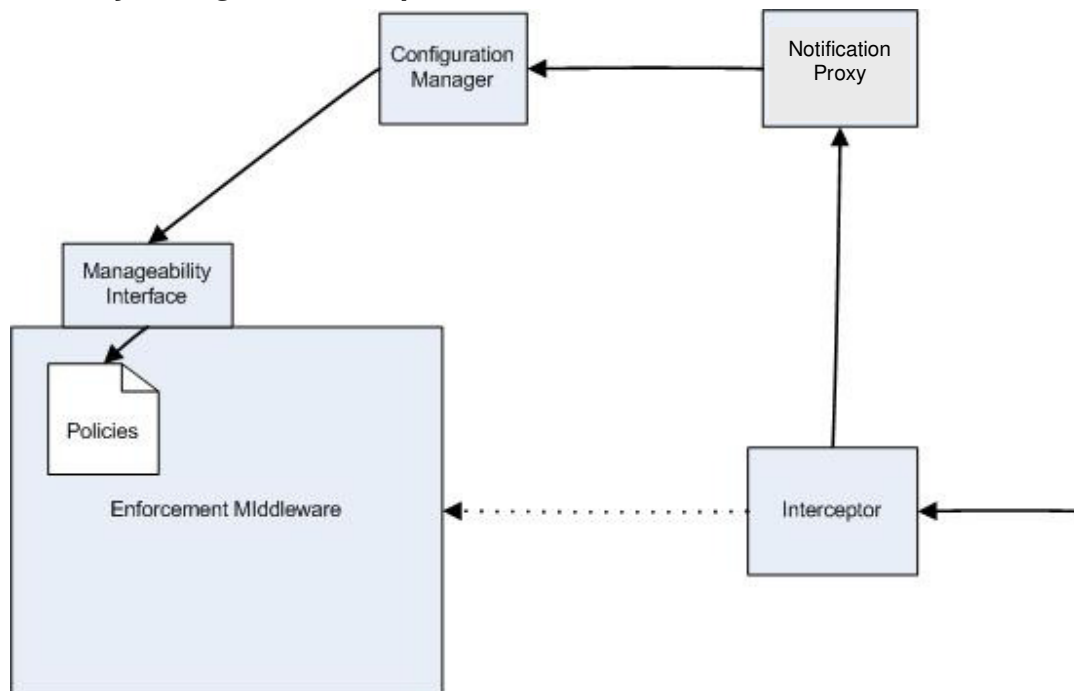 Configuration
Manager
Notification
Proxy
Manageability
Interface
Policies
Enforcement MIddleware
Interceptor